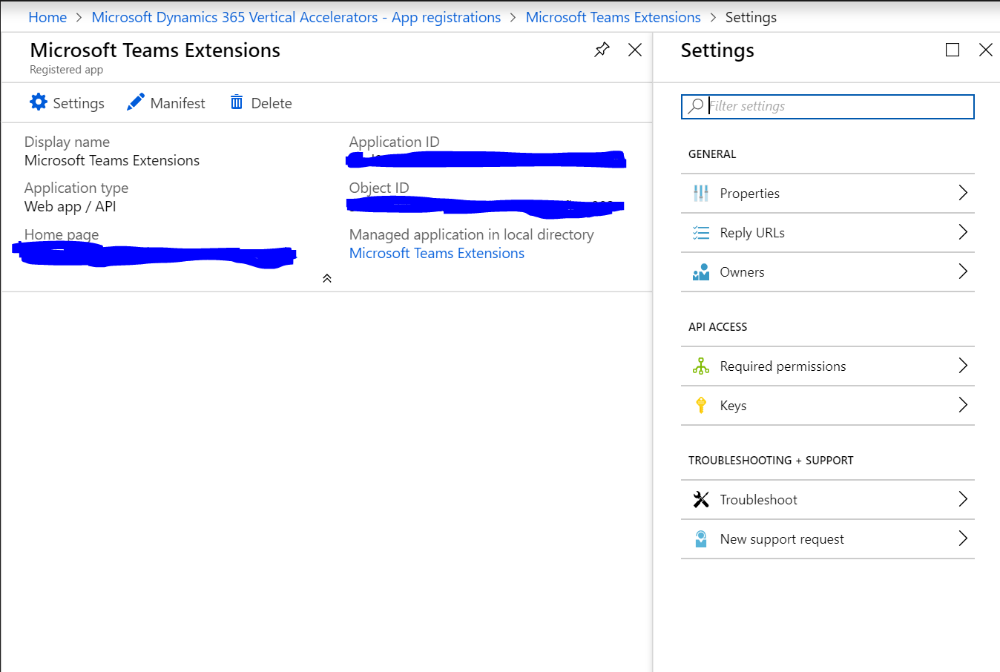 Home > Microsoft Dynamics 365 Vertical Accelerators - App registrations > Microsoft Teams Extensions > Settings
Microsoft Teams Extensions
Registered app
Settings Manifest Delete
Display name
Microsoft Teams Extensions
Application type
Web app / API
Home page
Application ID
Object ID
Managed application in local directory
Microsoft Teams Extensions
Settings
Filter settings
GENERAL
Properties
Reply URLs
Owners
API ACCESS
Required permissions
Keys
TROUBLESHOOTING + SUPPORT
Troubleshoot
New support request